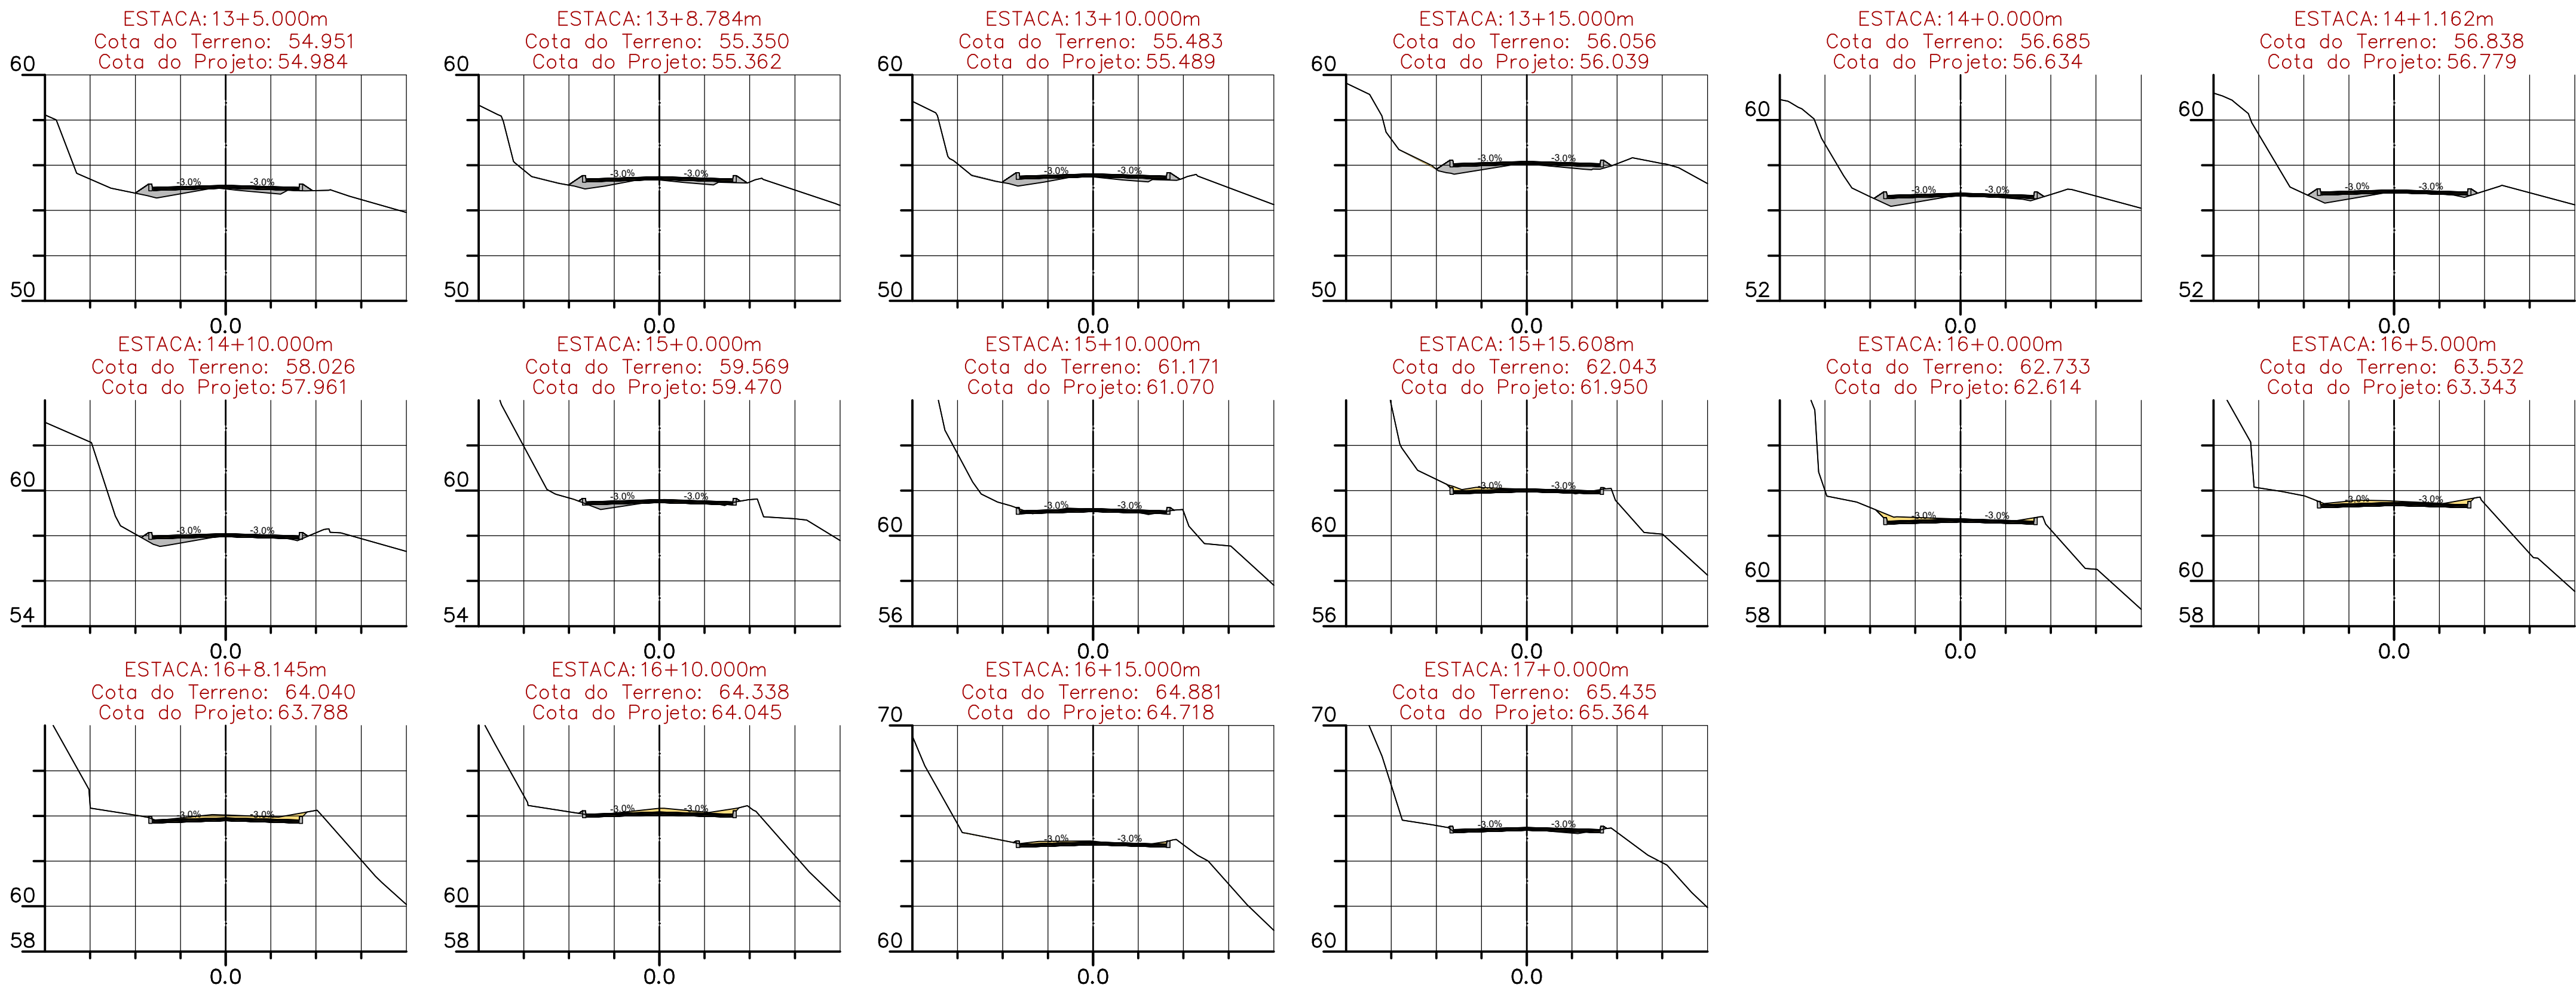 ESTACA:13+5.000m
Cota do Terreno: 54.951
Cota do Projeto:54.984
60
-3.0% -3.0%
50
0.0
ESTACA:13+8.784m
Cota do Terreno: 55.350
Cota do Projeto:55.362
60
-3.0% -3.0%
50
0.0
ESTACA:13+10.000m
Cota do Terreno: 55.483
Cota do Projeto:55.489
60
-3.0% -3.0%
50
0.0
ESTACA:13+15.000m
Cota do Terreno: 56.056
Cota do Projeto:56.039
60
-3.0% -3.0%
50
0.0
ESTACA:14+0.000m
Cota do Terreno: 56.685
Cota do Projeto:56.634
60
-3.0% -3.0%
52
0.0
ESTACA:14+1.162m
Cota do Terreno: 56.838
Cota do Projeto:56.779
60
-3.0% -3.0%
52
0.0
ESTACA:14+10.000m
Cota do Terreno: 58.026
Cota do Projeto:57.961
60
-3.0% -3.0%
54
0.0
ESTACA:15+0.000m
Cota do Terreno: 59.569
Cota do Projeto:59.470
60
-3.0% -3.0%
54
0.0
ESTACA:15+10.000m
Cota do Terreno: 61.171
Cota do Projeto:61.070
-3.0% -3.0%
60
56
0.0
ESTACA:15+15.608m
Cota do Terreno: 62.043
Cota do Projeto:61.950
-3.0% -3.0%
60
56
0.0
ESTACA:16+0.000m
Cota do Terreno: 62.733
Cota do Projeto:62.614
-3.0% -3.0%
60
58
0.0
ESTACA:16+5.000m
Cota do Terreno: 63.532
Cota do Projeto:63.343
-3.0% -3.0%
60
58
0.0
ESTACA:16+8.145m
Cota do Terreno: 64.040
Cota do Projeto:63.788
-3.0% -3.0%
60
58
0.0
ESTACA:16+10.000m
Cota do Terreno: 64.338
Cota do Projeto:64.045
-3.0% -3.0%
60
58
0.0
ESTACA:16+15.000m
Cota do Terreno: 64.881
Cota do Projeto:64.718
70
-3.0% -3.0%
60
0.0
ESTACA:17+0.000m
Cota do Terreno: 65.435
Cota do Projeto:65.364
70
-3.0% -3.0%
60
0.0